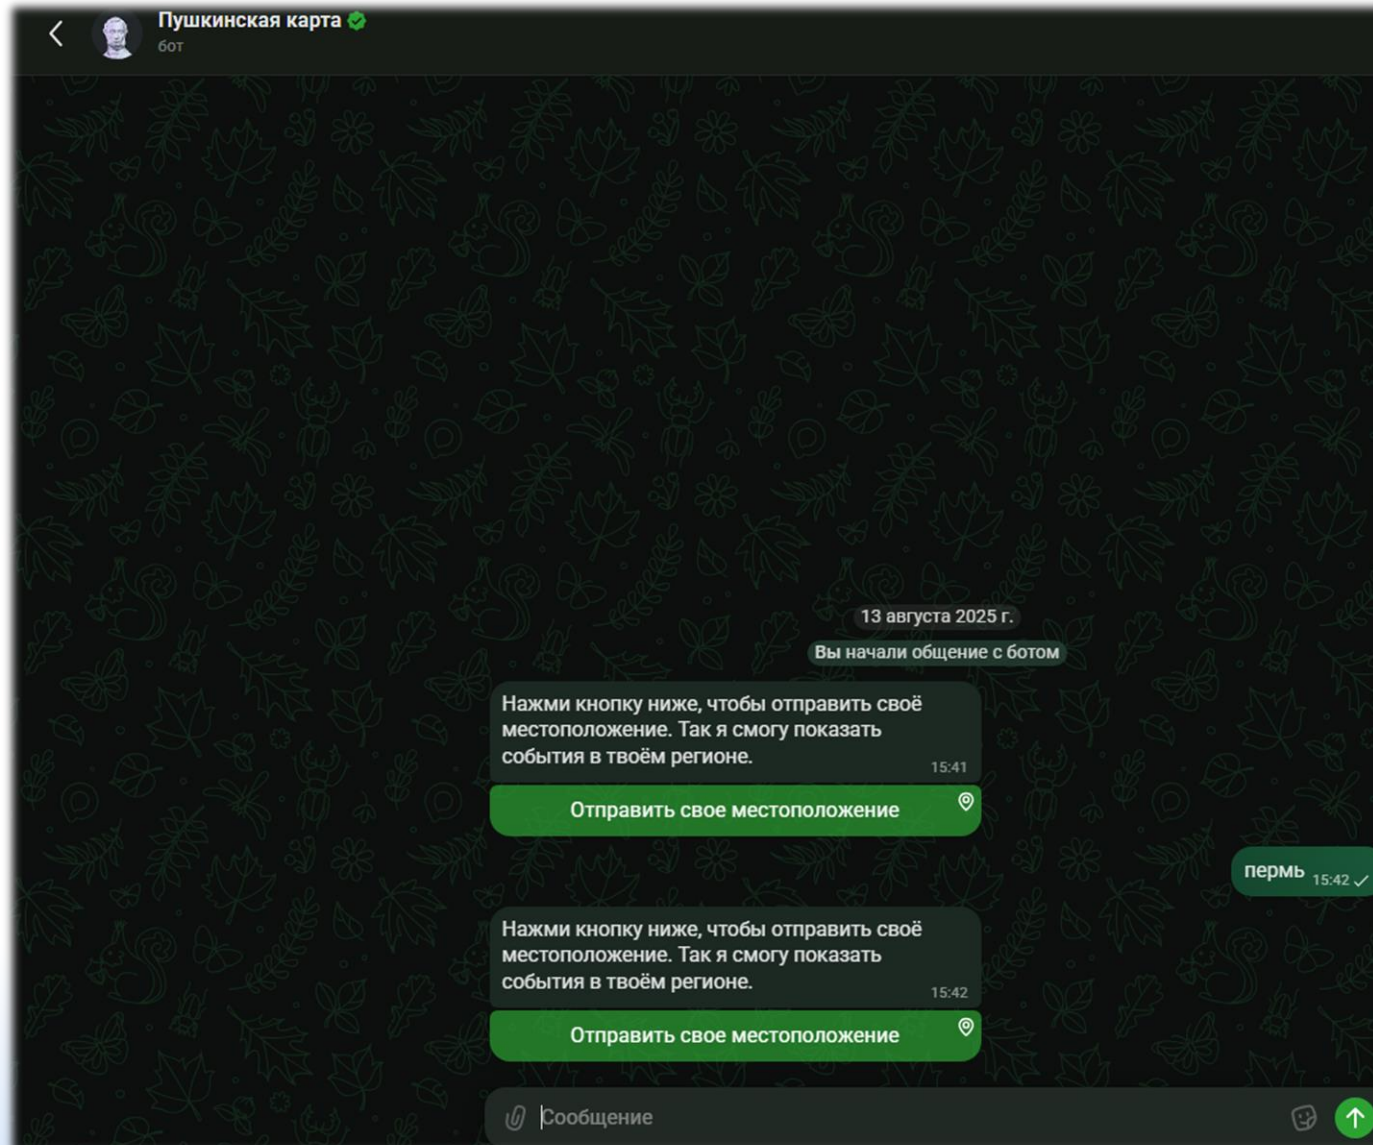 Пушкинская карта
бот
13 августа 2025 г.
Вы начали общение с ботом
Нажми кнопку ниже, чтобы отправить своё
местоположение. Так я смогу показать
события в твоём регионе.
15:41
Отправить свое местоположение
пермь 15:42
Нажми кнопку ниже, чтобы отправить своё
местоположение. Так я смогу показать
события в твоём регионе.
15:42
Отправить свое местоположение
Сообщение